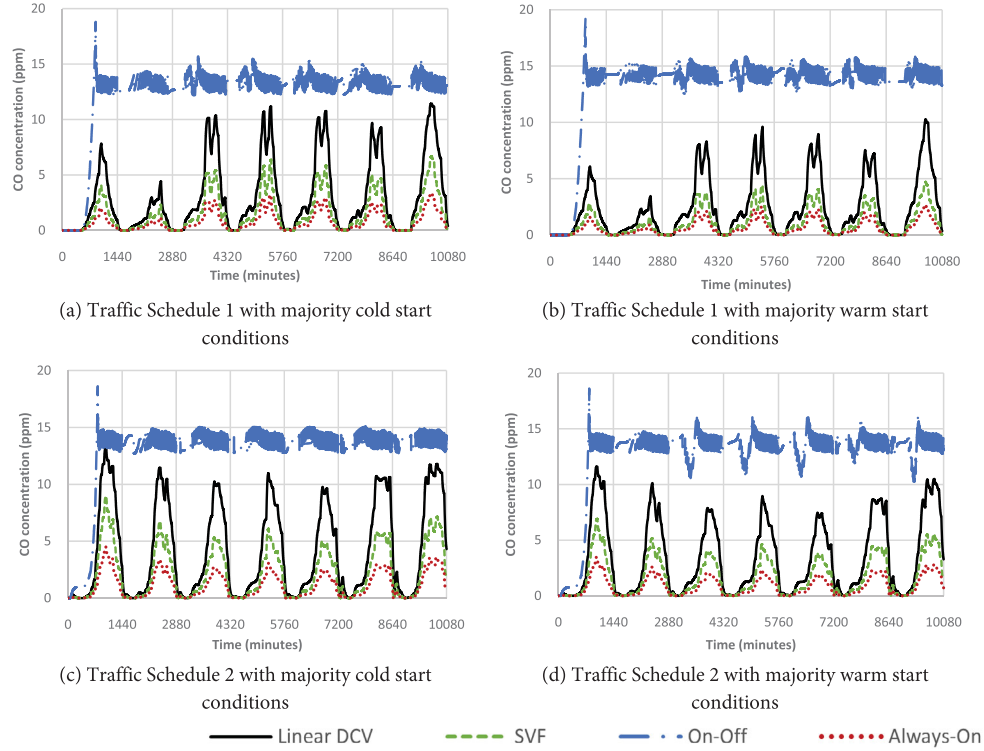 20
15
10
5
0
CO concentration (ppm)
0 1440 2880 4320 5760 7200 8640 10080
Time (minutes)
(a) Traffic Schedule 1 with majority cold start
conditions
20
15
10
5
0
CO concentration (ppm)
0 1440 2880 4320 5760 7200 8640 10080
Time (minutes)
(b) Traffic Schedule 1 with majority warm start
conditions
20
15
10
5
0
CO concentration (ppm)
0 1440 2880 4320 5760 7200 8640 10080
Time (minutes)
(c) Traffic Schedule 2 with majority cold start
conditions
20
15
10
5
0
CO concentration (ppm)
0 1440 2880 4320 5760 7200 8640 10080
Time (minutes)
(d) Traffic Schedule 2 with majority warm start
conditions
Linear DCV SVF On-Off Always-On